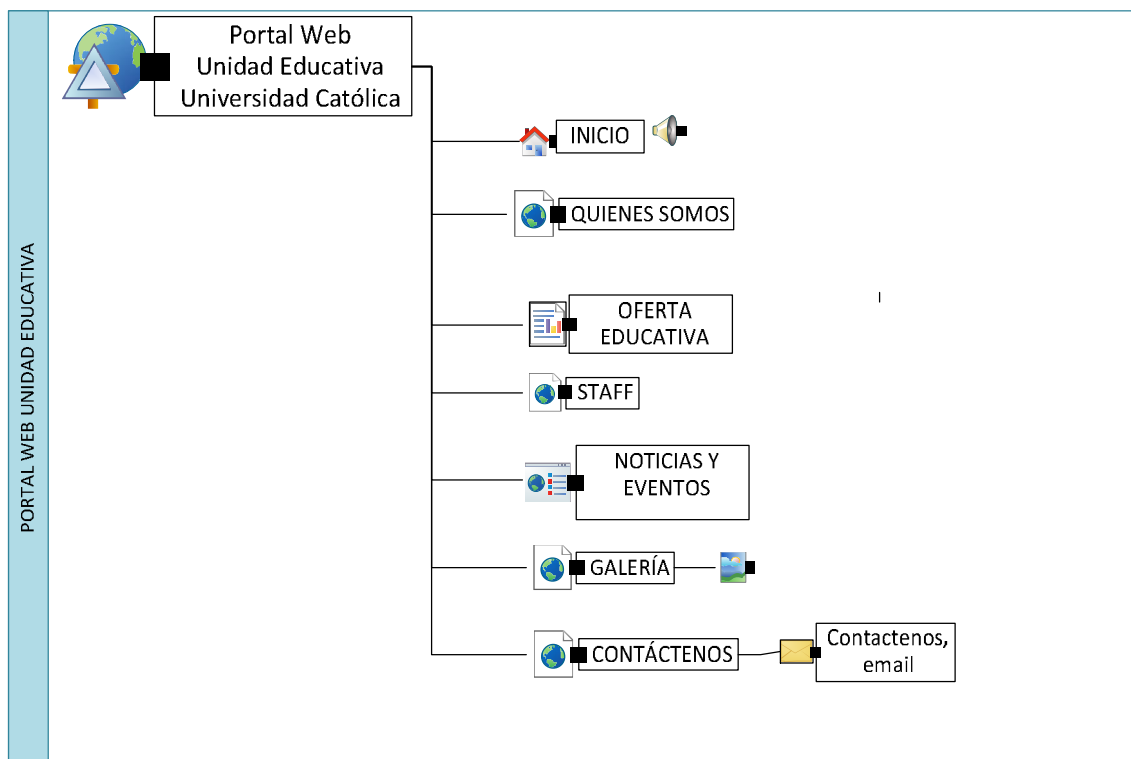 PORTAL WEB UNIDAD EDUCATIVA
Portal Web
Unidad Educativa
Universidad Católica
INICIO
QUIENES SOMOS
OFERTA
EDUCATIVA
STAFF
NOTICIAS Y
EVENTOS
GALERÍA
CONTÁCTENOS
Contactenos,
email